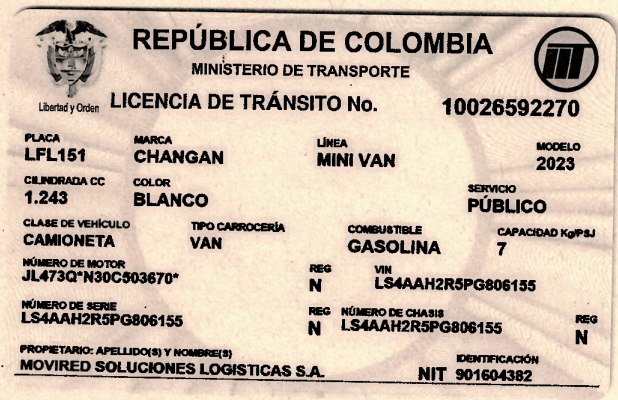 REPÚBLICA DE COLOMBIA
MINISTERIO DE TRANSPORTE
Libertad y Orden
LICENCIA DE TRÁNSITO No. 10026592270
PLACA MARCA LÍNEA MODELO
LFL151 CHANGAN MINI VAN 2023
CILINDRADA CC COLOR SERVICIO
1.243 BLANCO PÚBLICO
CLASE DE VEHÍCULO TIPO CARROCERÍA COMBUSTIBLE CAPACIDAD Kg/PSJ
CAMIONETA VAN GASOLINA 7
NÚMERO DE MOTOR REG VIN
JL473Q*N30C503670* N LS4AAH2R5PG806155
NÚMERO DE SERIE REG NÚMERO DE CHASIS REG
LS4AAH2R5PG806155 N LS4AAH2R5PG806155 N
PROPIETARIO: APELLIDO(S) Y NOMBRE(S) IDENTIFICACIÓN
MOVIRED SOLUCIONES LOGISTICAS S.A. NIT 901604382